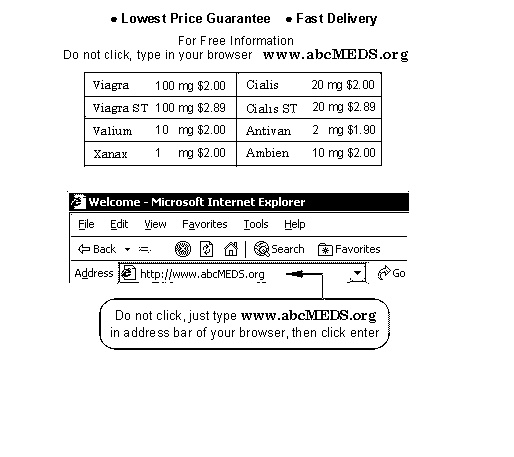 • Lowest Price Guarantee • Fast Delivery
For Free Information
Do not click, type in your browser www.abcMEDS.org
Viagra 100 mg $2.00 Cialis 20 mg $2.00
Viagra ST 100 mg $2.89 Cialis ST 20 mg $2.89
Valium 10 mg $2.00 Antivan 2 mg $1.90
Xanax 1 mg $2.00 Ambien 10 mg $2.00
Welcome - Microsoft Internet Explorer
File Edit View Favorites Tools Help
Back Search Favorites
Address http://www.abcMEDS.org Go
Do not click, just type www.abcMEDS.org
in address bar of your browser, then click enter